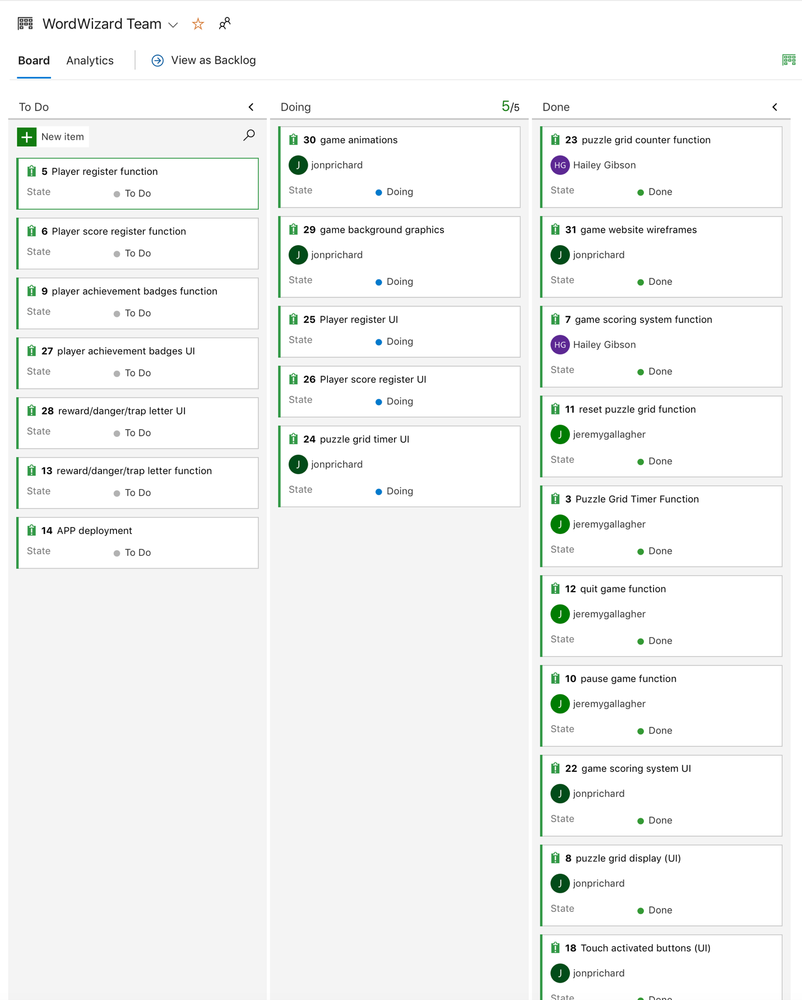 WordWizard Team
Board Analytics View as Backlog
To Do
New item
5 Player register function
State To Do
6 Player score register function
State To Do
9 player achievement badges function
State To Do
27 player achievement badges UI
State To Do
28 reward/danger/trap letter UI
State To Do
13 reward/danger/trap letter function
State To Do
14 APP deployment
State To Do
Doing 5/5
30 game animations
J jonprichard
State Doing
29 game background graphics
J jonprichard
State Doing
25 Player register UI
State Doing
26 Player score register UI
State Doing
24 puzzle grid timer UI
J jonprichard
State Doing
Done
23 puzzle grid counter function
HG Hailey Gibson
State Done
31 game website wireframes
J jonprichard
State Done
7 game scoring system function
HG Hailey Gibson
State Done
11 reset puzzle grid function
J jeremygallagher
State Done
3 Puzzle Grid Timer Function
J jeremygallagher
State Done
12 quit game function
J jeremygallagher
State Done
10 pause game function
J jeremygallagher
State Done
22 game scoring system UI
J jonprichard
State Done
8 puzzle grid display (UI)
J jonprichard
State Done
18 Touch activated buttons (UI)
J jonprichard
State Done